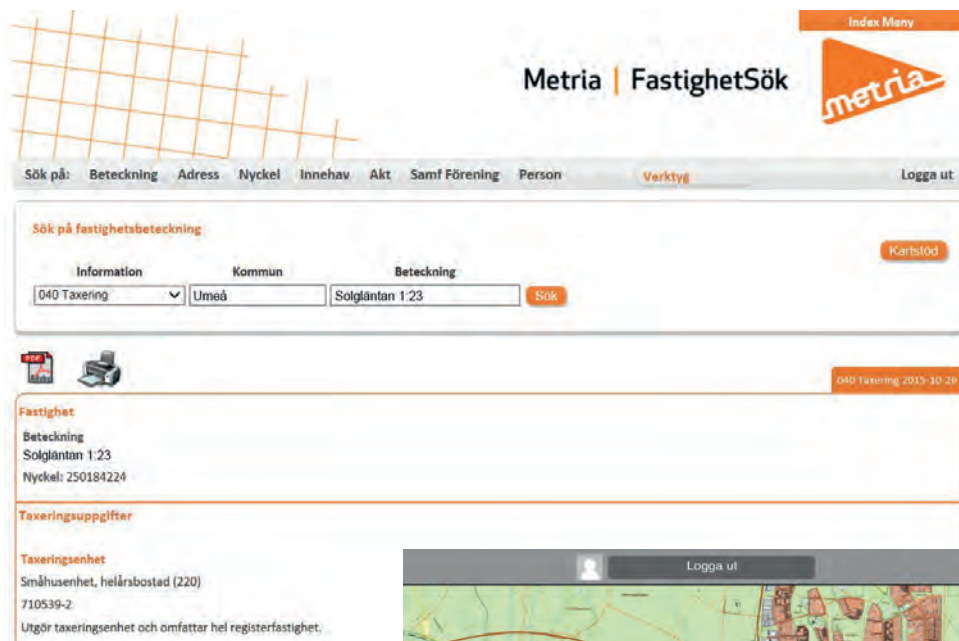 Index Meny
Metria | FastighetSök
metria
Sök på: Beteckning Adress Nyckel Innehav Akt Samf Förening Person Verktyg Logga ut
Sök på fastighetsbeteckning
Kartstöd
Information Kommun Beteckning
040 Taxering Umeå Solgläntan 1:23 Sök
PDF
040 Taxering 2015-10-26
Fastighet
Beteckning
Solgläntan 1:23
Nyckel: 250184224
Taxeringsuppgifter
Taxeringsenhet
Småhusenhet, helårsbostad (220)
710539-2
Utgör taxeringsenhet och omfattar hel registerfastighet.
Logga ut